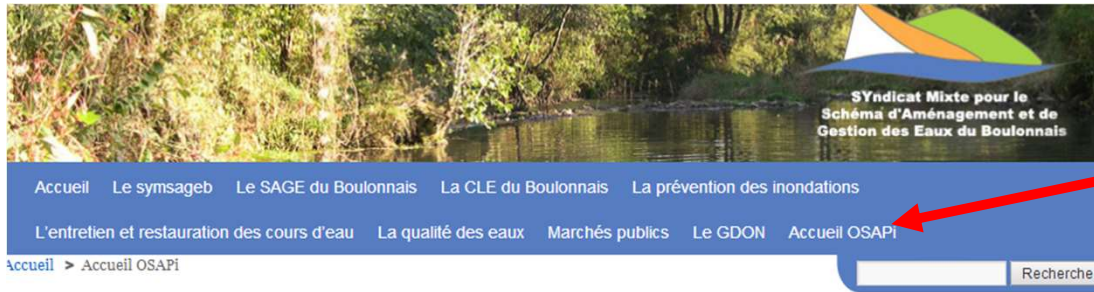 SYndicat Mixte pour le
Schéma d'Aménagement et de
Gestion des Eaux du Boulonnais
Accueil Le symsageb Le SAGE du Boulonnais La CLE du Boulonnais La prévention des inondations
L'entretien et restauration des cours d'eau La qualité des eaux Marchés publics Le GDON Accueil OSAPi
Accueil > Accueil OSAPi
Recherche